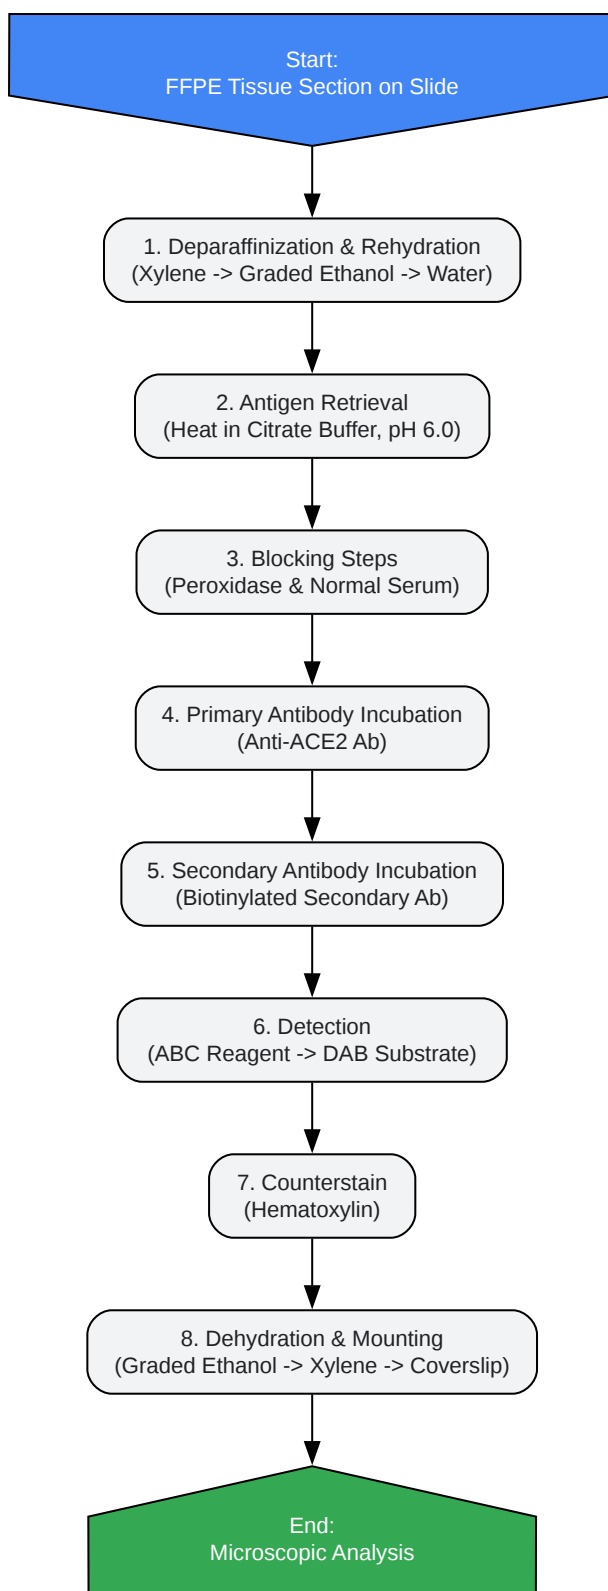 Start:
FFPE Tissue Section on Slide
1. Deparaffinization & Rehydration
(Xylene -> Graded Ethanol -> Water)
2. Antigen Retrieval
(Heat in Citrate Buffer, pH 6.0)
3. Blocking Steps
(Peroxidase & Normal Serum)
4. Primary Antibody Incubation
(Anti-ACE2 Ab)
5. Secondary Antibody Incubation
(Biotinylated Secondary Ab)
6. Detection
(ABC Reagent -> DAB Substrate)
7. Counterstain
(Hematoxylin)
8. Dehydration & Mounting
(Graded Ethanol -> Xylene -> Coverslip)
End:
Microscopic Analysis